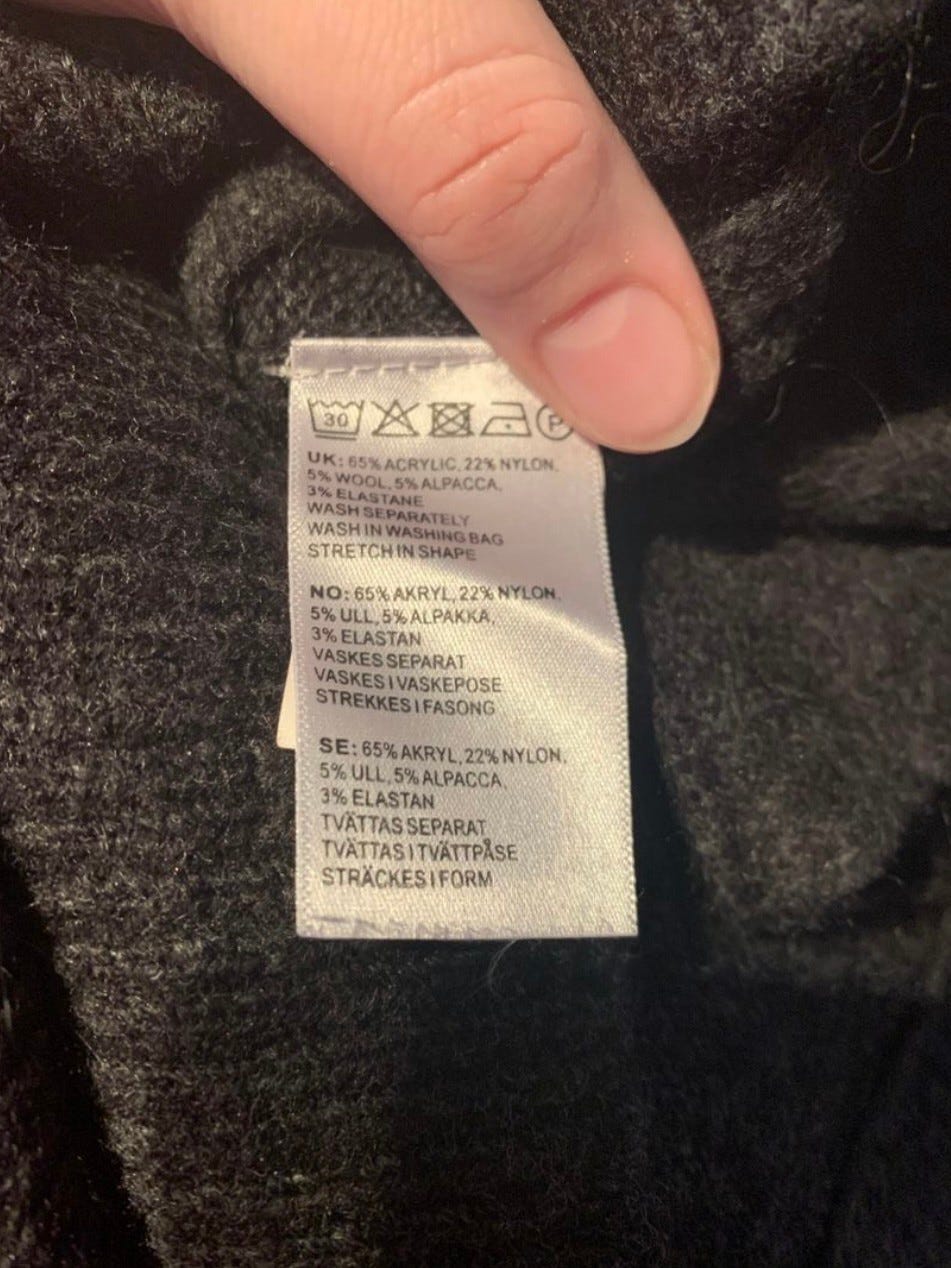 30 P
UK: 65% ACRYLIC, 22% NYLON,
5% WOOL, 5% ALPACCA,
3% ELASTANE
WASH SEPARATELY
WASH IN WASHING BAG
STRETCH IN SHAPE
NO: 65% AKRYL, 22% NYLON,
5% ULL, 5% ALPAKKA,
3% ELASTAN
VASKES SEPARAT
VASKES I VASKEPOSE
STREKKES I FASONG
SE: 65% AKRYL, 22% NYLON,
5% ULL, 5% ALPACCA,
3% ELASTAN
TVÄTTAS SEPARAT
TVÄTTAS I TVÄTTPÅSE
STRÄCKES I FORM